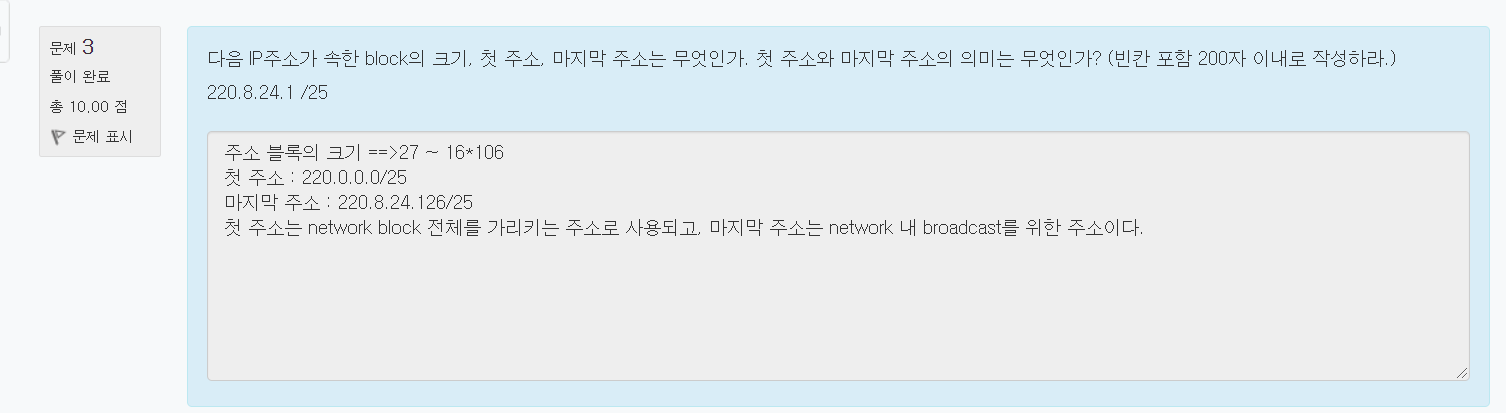 문제 3
풀이 완료
총 10.00 점
문제 표시
다음 IP주소가 속한 block의 크기, 첫 주소, 마지막 주소는 무엇인가. 첫 주소와 마지막 주소의 의미는 무엇인가? (빈칸 포함 200자 이내로 작성하라.)
220.8.24.1 /25
주소 블록의 크기 ==>27 ~ 16*106
첫 주소 : 220.0.0.0/25
마지막 주소 : 220.8.24.126/25
첫 주소는 network block 전체를 가리키는 주소로 사용되고, 마지막 주소는 network 내 broadcast를 위한 주소이다.